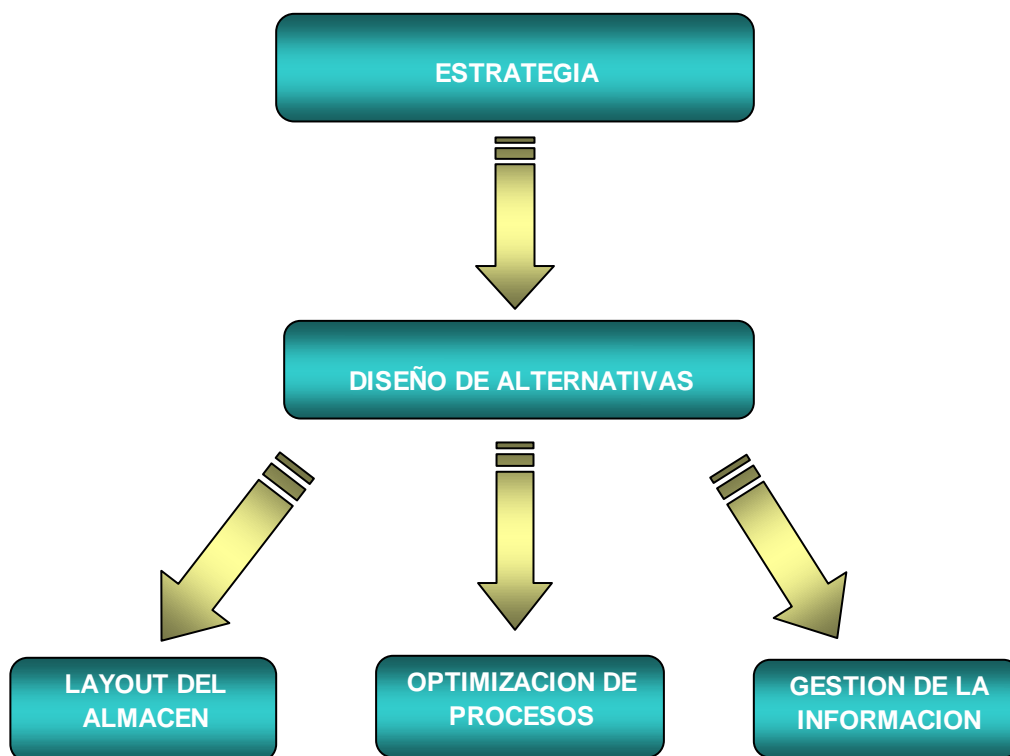 ESTRATEGIA
DISEÑO DE ALTERNATIVAS
LAYOUT DEL
ALMACEN
OPTIMIZACION DE
PROCESOS
GESTION DE LA
INFORMACION